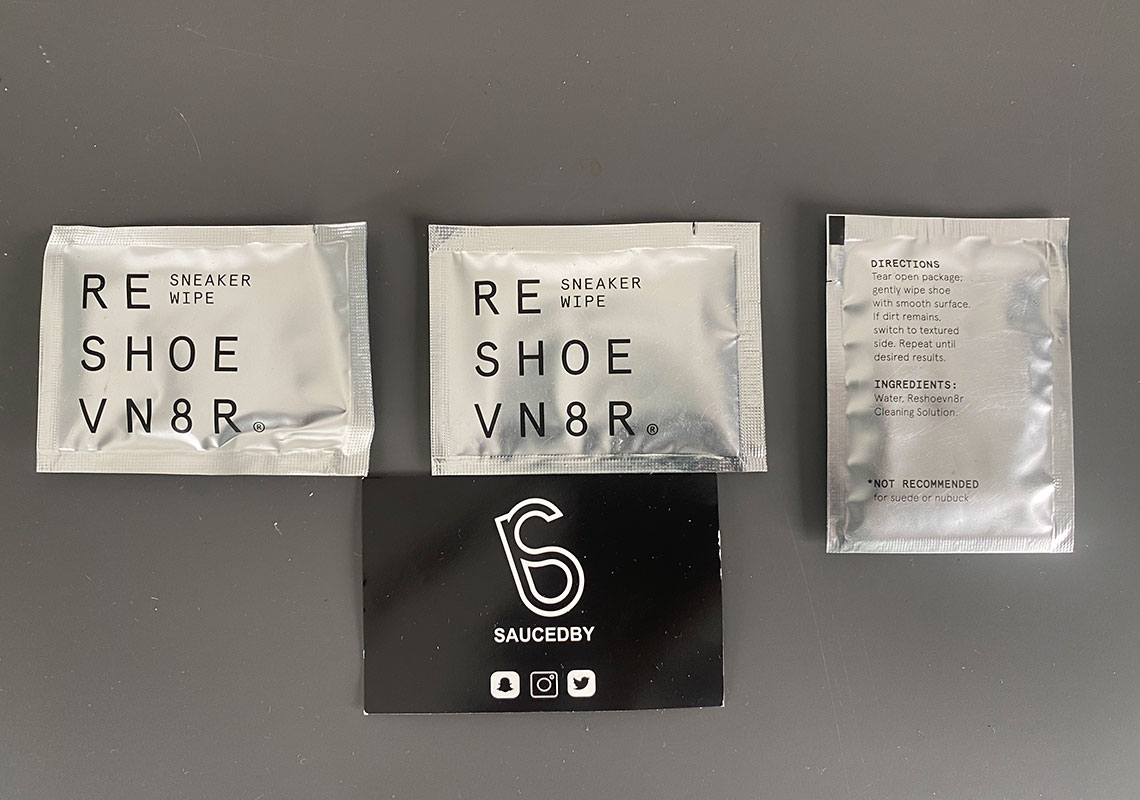 RE SNEAKER
WIPE
SHOE
VN8R®
RE SNEAKER
WIPE
SHOE
VN8R®
DIRECTIONS
Tear open package;
gently wipe shoe
with smooth surface.
If dirt remains,
switch to textured
side. Repeat until
desired results.
INGREDIENTS:
Water, Reshoevn8r
Cleaning Solution.
*NOT RECOMMENDED
for suede or nubuck
SAUCEDBY